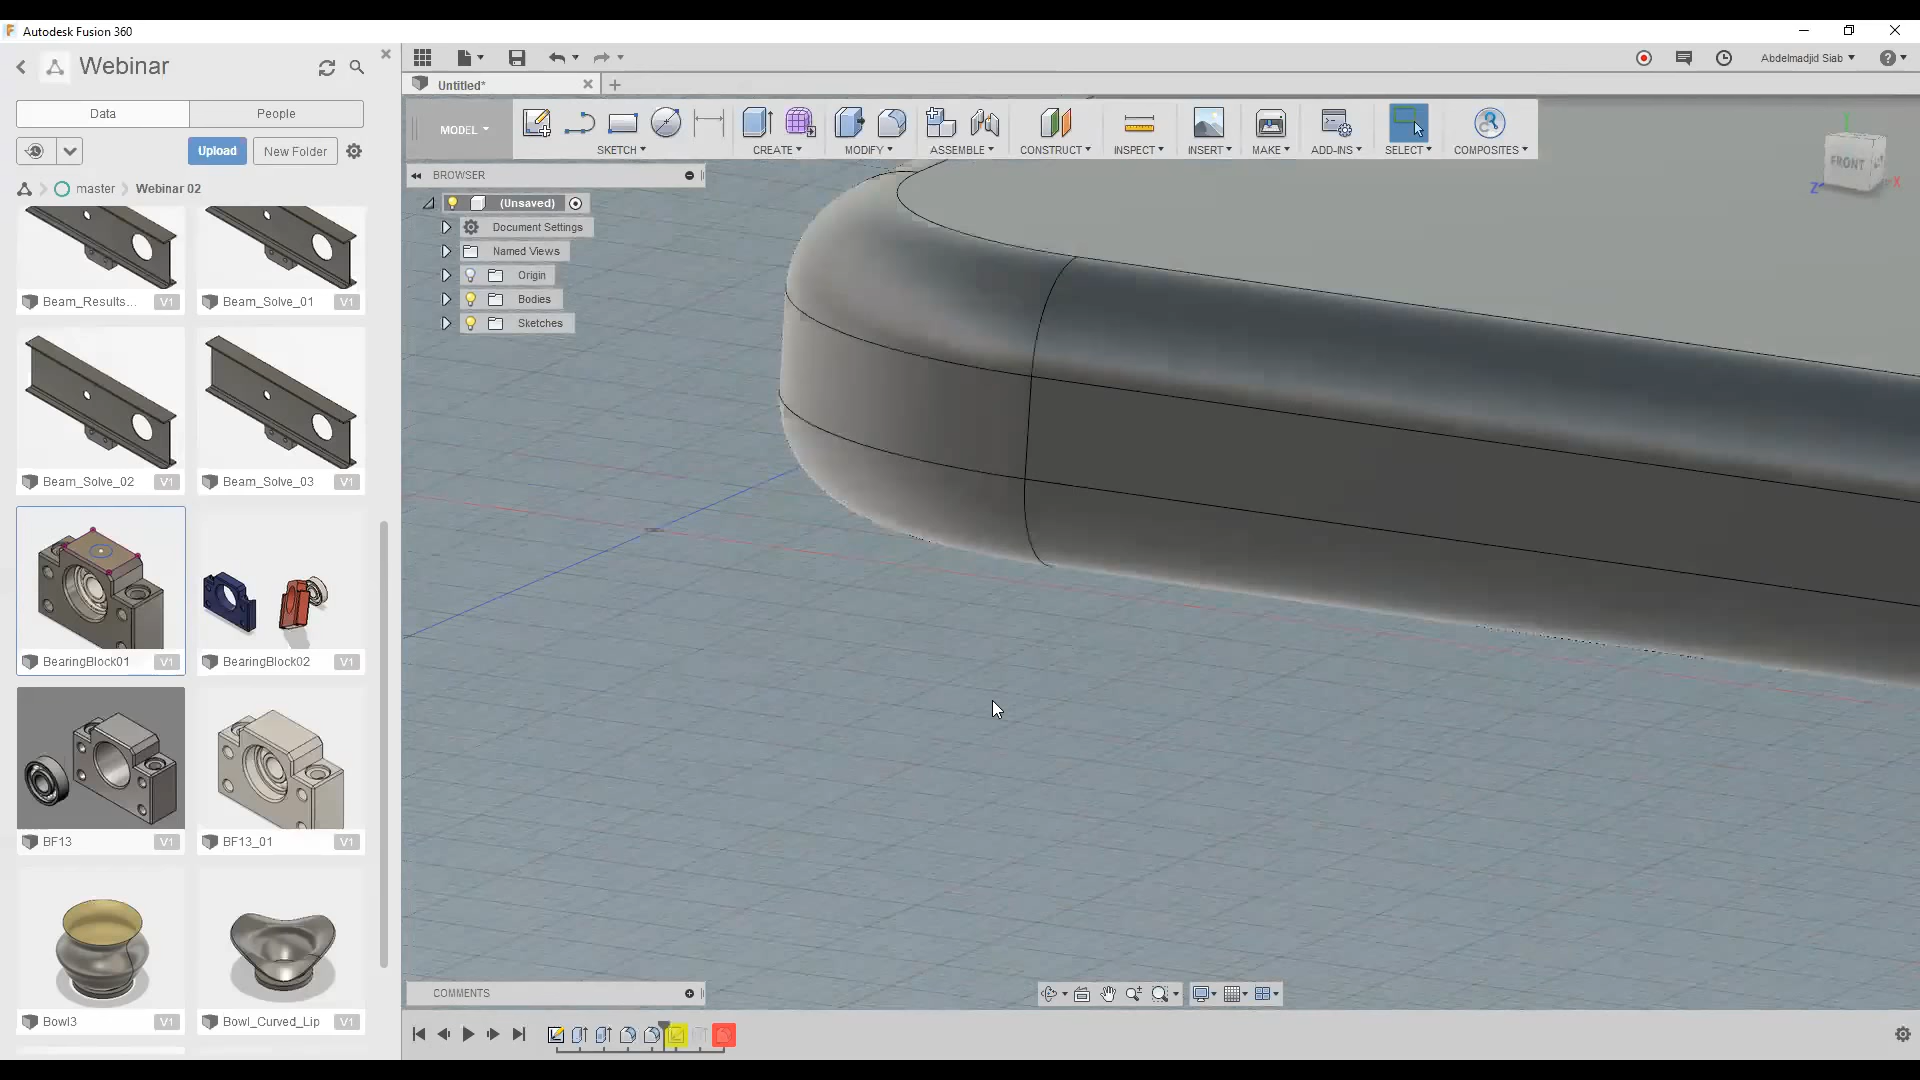 Autodesk Fusion 360
Webinar
Data
People
Upload
New Folder
master
Webinar 02
Beam_Results...
V1
Beam_Solve_01
V1
Beam_Solve_02
V1
Beam_Solve_03
V1
BearingBlock01
V1
BearingBlock02
V1
BF13
V1
BF13_01
V1
Bowl3
V1
Bowl_Curved_Lip
V1
Abdelmadjid Siab
Untitled*
MODEL
SKETCH
CREATE
MODIFY
ASSEMBLE
CONSTRUCT
INSPECT
INSERT
MAKE
ADD-INS
SELECT
COMPOSITES
BROWSER
(Unsaved)
Document Settings
Named Views
Origin
Bodies
Sketches
FRONT
Z
X
COMMENTS